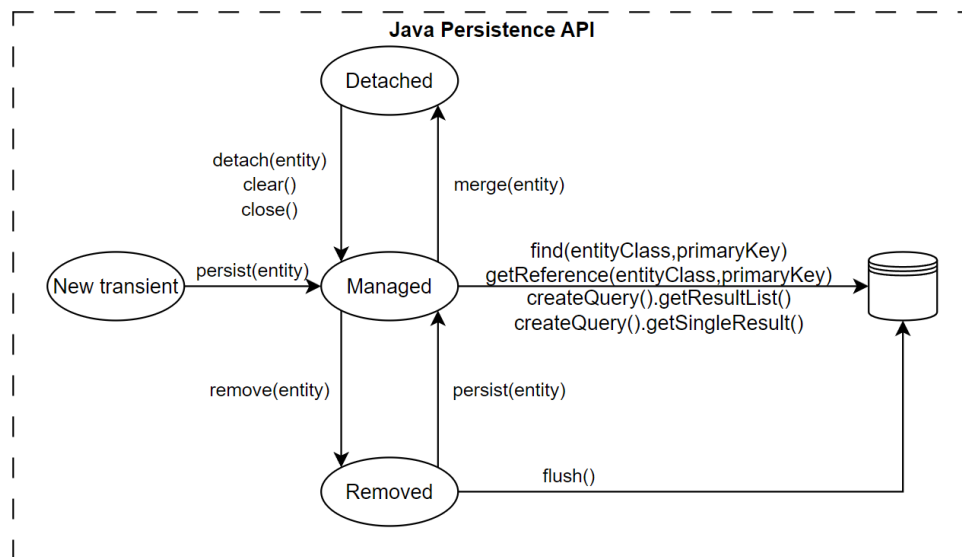 Java Persistence API
Detached
detach(entity)
clear()
close()
merge(entity)
New transient
persist(entity)
Managed
find(entityClass,primaryKey)
getReference(entityClass,primaryKey)
createQuery().getResultList()
createQuery().getSingleResult()
remove(entity)
persist(entity)
Removed
flush()